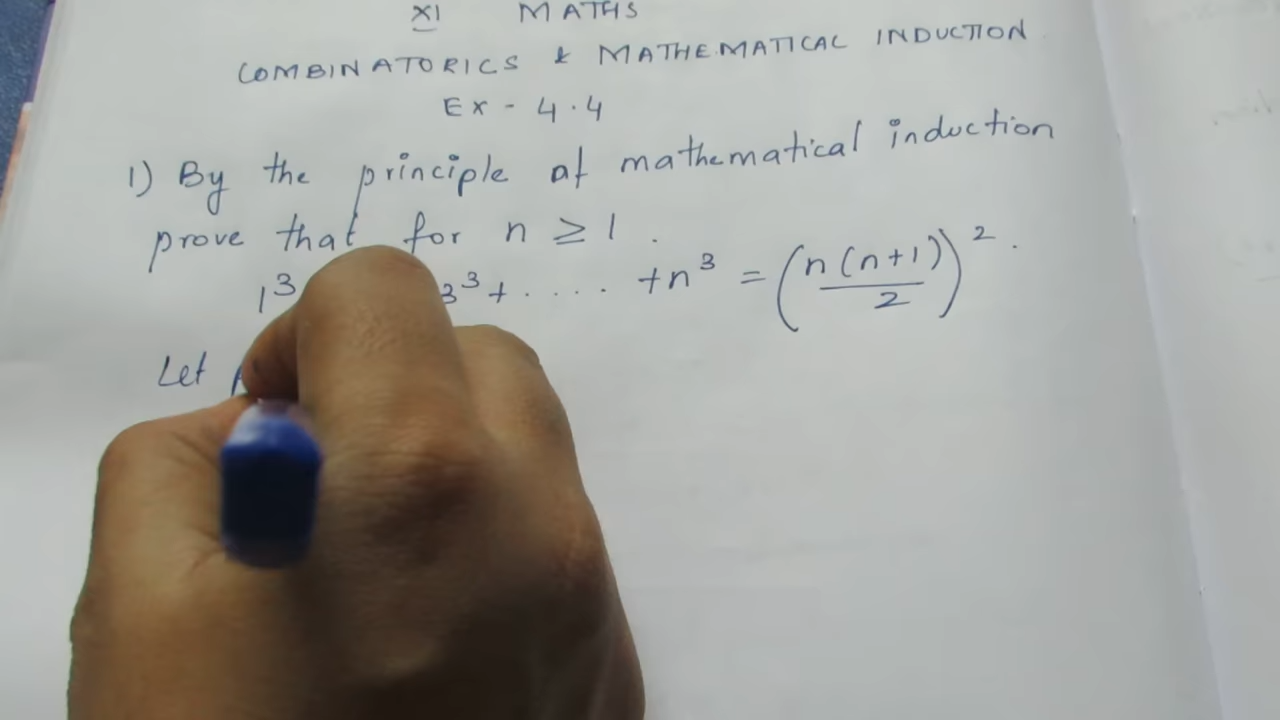 XI MATHS
COMBINATORICS & MATHEMATICAL INDUCTION
Ex - 4.4
1) By the principle of mathematical induction
prove that for n ≥ 1.
1³ 3³ + .... + n³ = (n(n+1)/2)².
Let